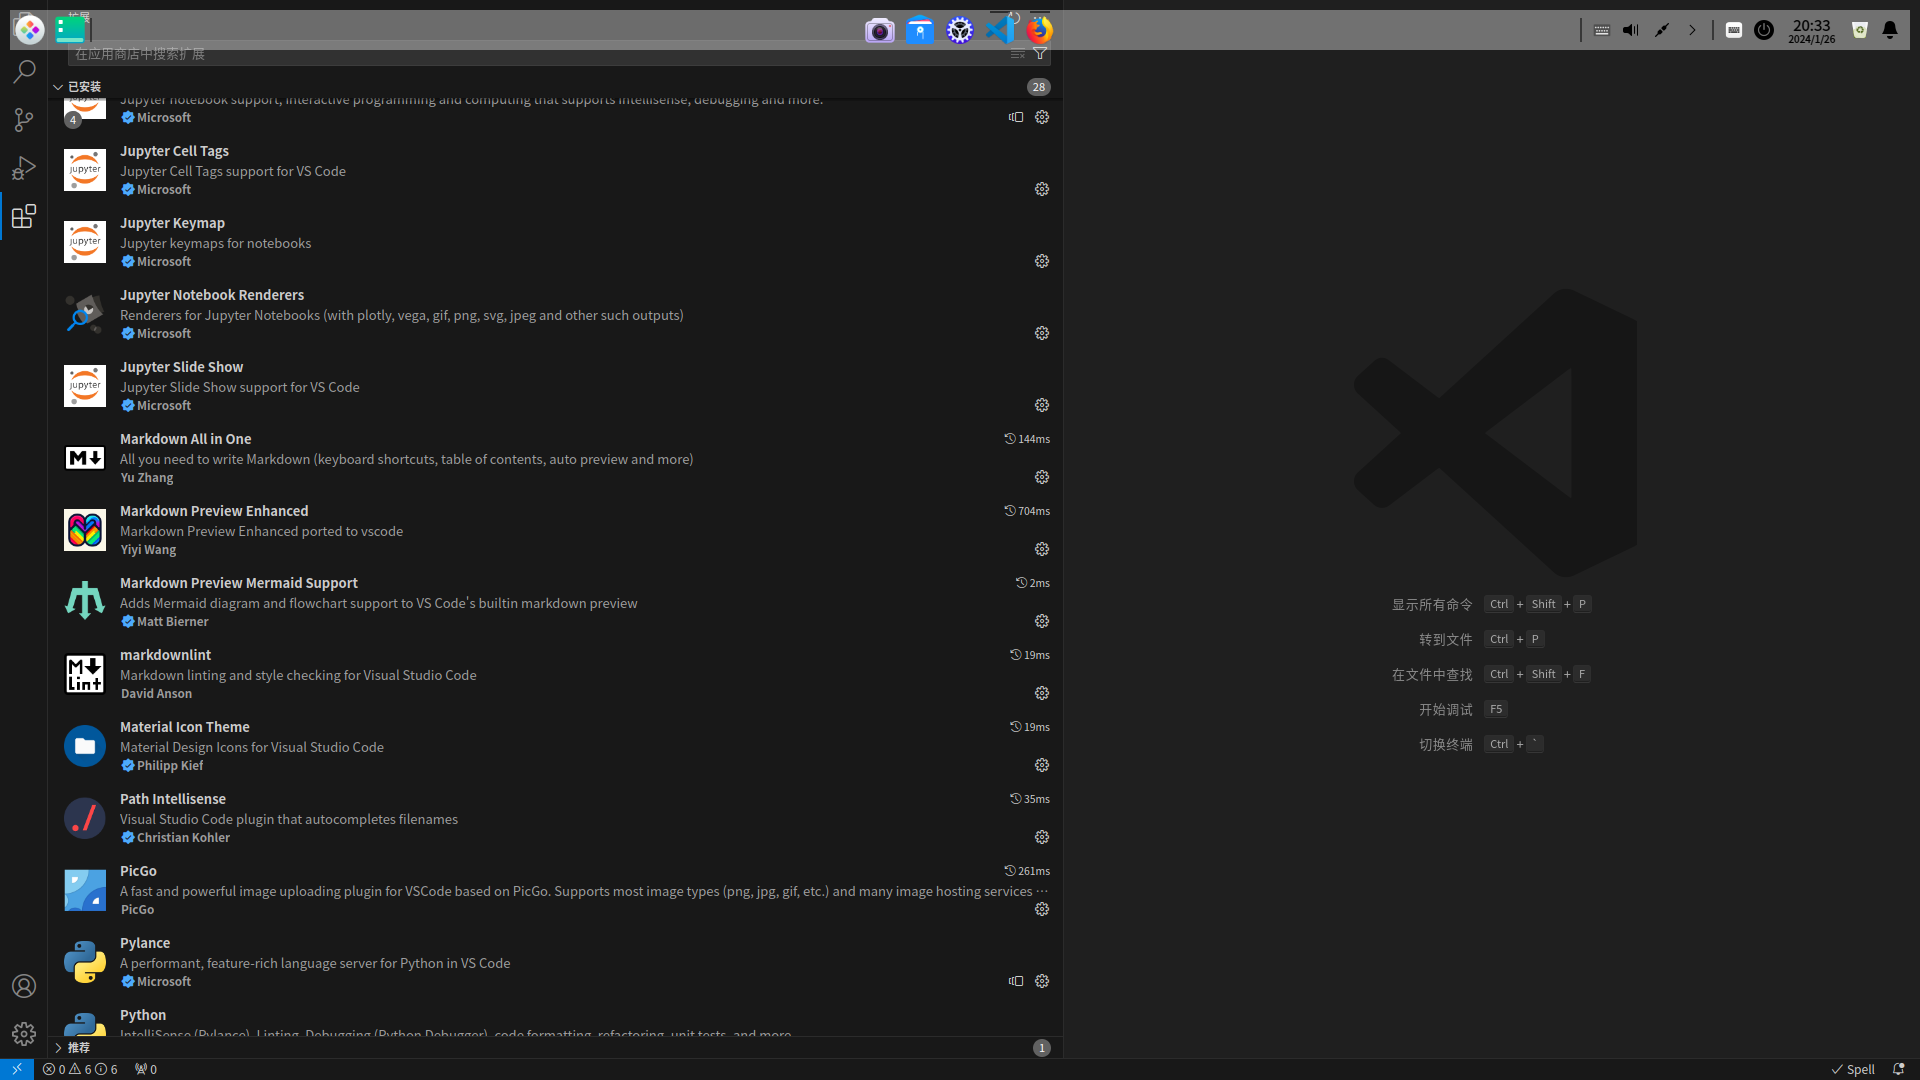 扩展
20:33
2024/1/26
在应用商店中搜索扩展
已安装
28
Jupyter notebook support, interactive programming and computing that supports Intellisense, debugging and more.
4
Microsoft
Jupyter Cell Tags
Jupyter Cell Tags support for VS Code
Microsoft
Jupyter Keymap
Jupyter keymaps for notebooks
Microsoft
Jupyter Notebook Renderers
Renderers for Jupyter Notebooks (with plotly, vega, gif, png, svg, jpeg and other such outputs)
Microsoft
Jupyter Slide Show
Jupyter Slide Show support for VS Code
Microsoft
Markdown All in One
144ms
All you need to write Markdown (keyboard shortcuts, table of contents, auto preview and more)
Yu Zhang
Markdown Preview Enhanced
704ms
Markdown Preview Enhanced ported to vscode
Yiyi Wang
Markdown Preview Mermaid Support
2ms
Adds Mermaid diagram and flowchart support to VS Code's builtin markdown preview
Matt Bierner
markdownlint
19ms
Markdown linting and style checking for Visual Studio Code
David Anson
Material Icon Theme
19ms
Material Design Icons for Visual Studio Code
Philipp Kief
Path Intellisense
35ms
Visual Studio Code plugin that autocompletes filenames
Christian Kohler
PicGo
261ms
A fast and powerful image uploading plugin for VSCode based on PicGo. Supports most image types (png, jpg, gif, etc.) and many image hosting services ⋯
PicGo
Pylance
A performant, feature-rich language server for Python in VS Code
Microsoft
Python
IntelliSense (Pylance), Linting, Debugging (Python Debugger), code formatting, refactoring, unit tests, and more.
推荐
1
显示所有命令 Ctrl + Shift + P
转到文件 Ctrl + P
在文件中查找 Ctrl + Shift + F
开始调试 F5
切换终端 Ctrl + `
0 6 6 0
Spell